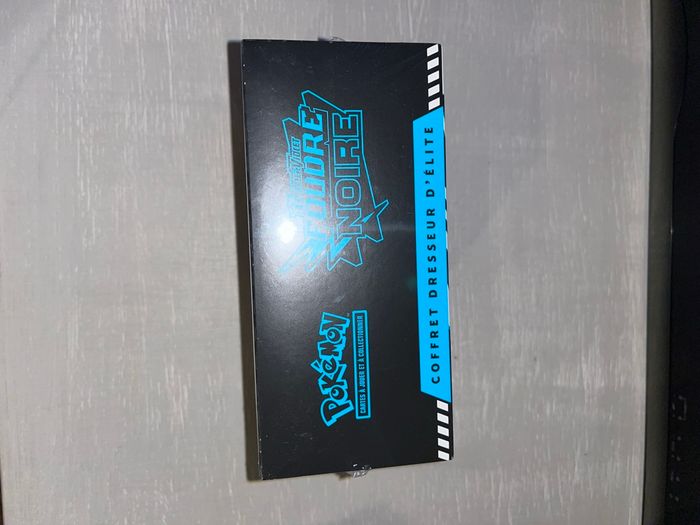 POKÉMON
CARTES À JOUER ET À COLLECTIONNER
FOUDRE
NOIRE
COFFRET DRESSEUR D'ÉLITE